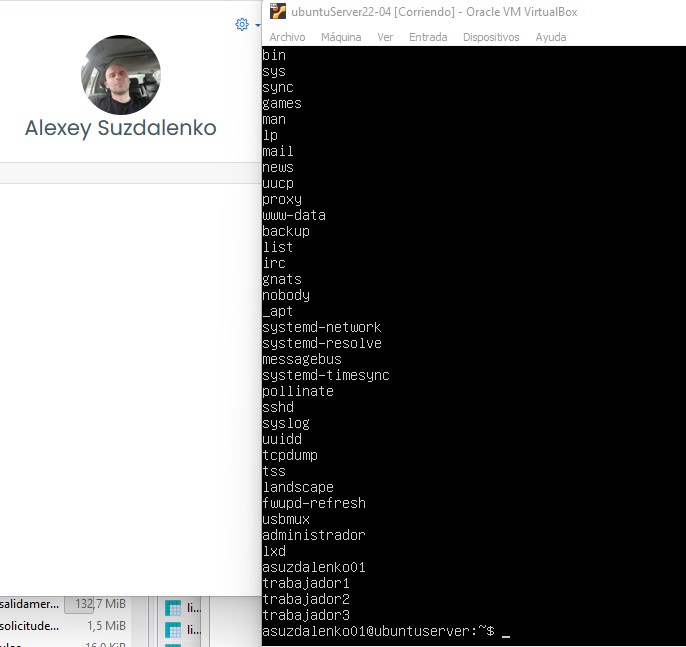 Alexey Suzdalenko
salidamer... 132,7 MiB
solicitude... 1,5 MiB
16,0 KiB
li...
li...
ubuntuServer22-04 [Corriendo] - Oracle VM VirtualBox
Archivo Máquina Ver Entrada Dispositivos Ayuda
bin
sys
sync
games
man
lp
mail
news
uucp
proxy
www-data
backup
list
irc
gnats
nobody
_apt
systemd-network
systemd-resolve
messagebus
systemd-timesync
pollinate
sshd
syslog
uuidd
tcpdump
tss
landscape
fwupd-refresh
usbmux
administrador
lxd
asuzdalenko01
trabajador1
trabajador2
trabajador3
asuzdalenko01@ubuntuserver:~$ _